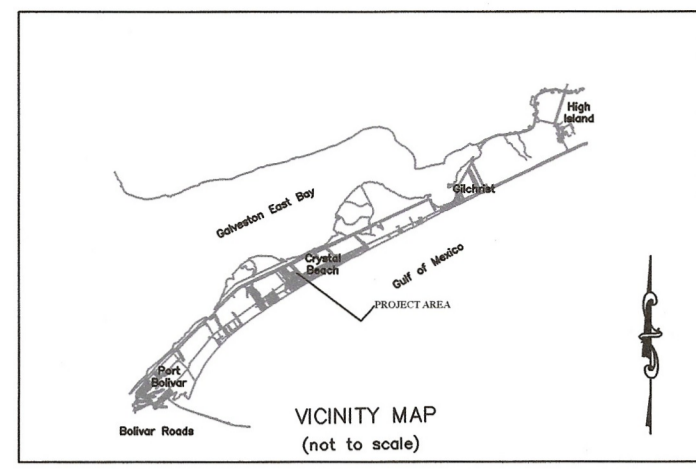 High
Island
Gilchrist
Galveston East Bay
Crystal
Beach
Gulf of Mexico
PROJECT AREA
Port
Bolivar
Bolivar Roads
VICINITY MAP
(not to scale)